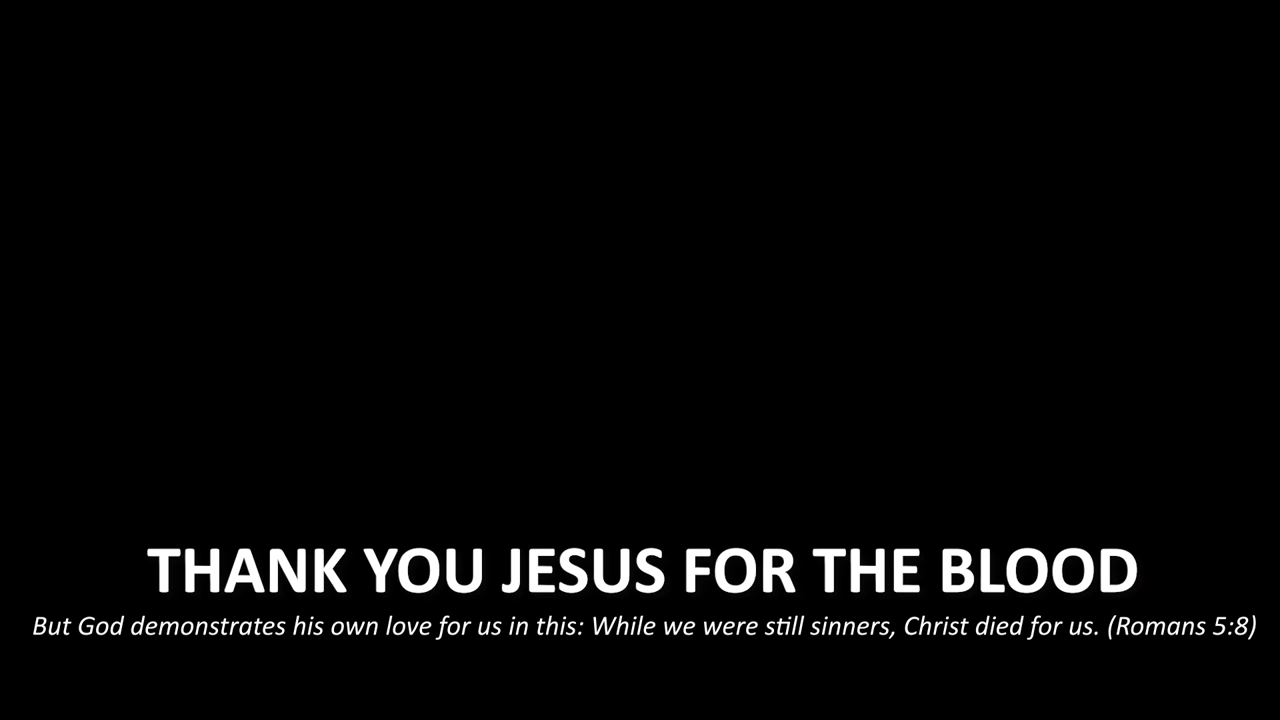 THANK YOU JESUS FOR THE BLOOD
But God demonstrates his own love for us in this: While we were still sinners, Christ died for us. (Romans 5:8)